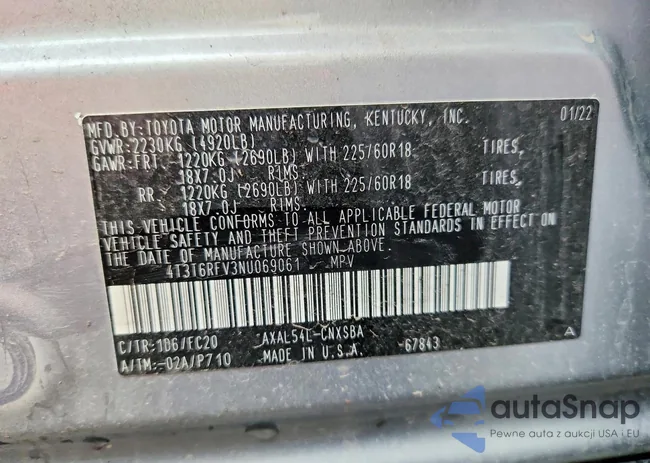 MFD.BY:TOYOTA MOTOR MANUFACTURING, KENTUCKY, INC. 01/22
GVWR:2230KG (4920LB)
GAWR:FRT 1220KG (2690LB) WITH 225/60R18 TIRES,
18X7.0J RIMS.
RR 1220KG (2690LB) WITH 225/60R18 TIRES,
18X7.0J RIMS.
THIS VEHICLE CONFORMS TO ALL APPLICABLE FEDERAL MOTOR
VEHICLE SAFETY AND THEFT PREVENTION STANDARDS IN EFFECT ON
THE DATE OF MANUFACTURE SHOWN ABOVE.
4T3T6RFV3NU069061 MPV
C/TR:1D6/FC20 AXAL54L-CNXSBA A
A/TM:-02A/P710 MADE IN U.S.A. 67843
autaSnap
Pewne auta z aukcji USA i EU